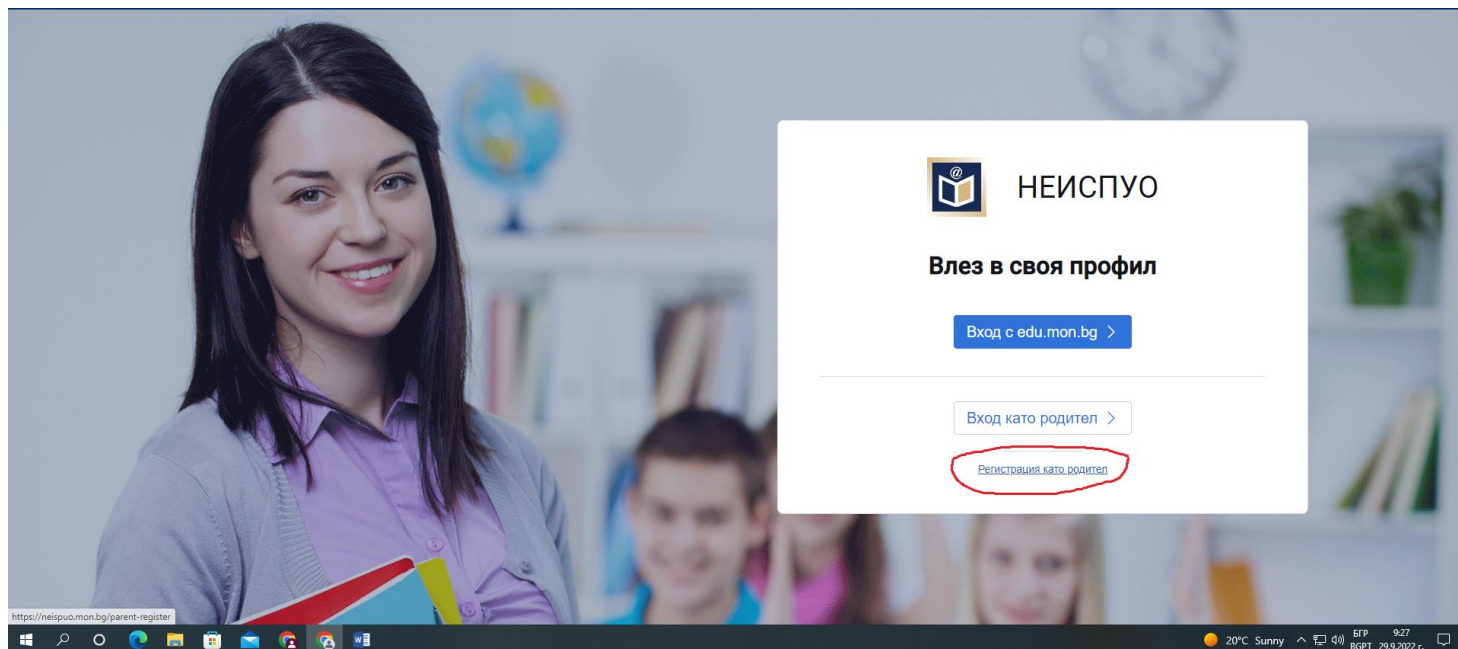 @
НЕИСПУО
Влез в своя профил
Вход с edu.mon.bg >
Вход като родител >
Регистрация като родител
https://neispuo.mon.bg/parent-register
20°C Sunny
БГР
BGPT
9:27
29.9.2022 г.